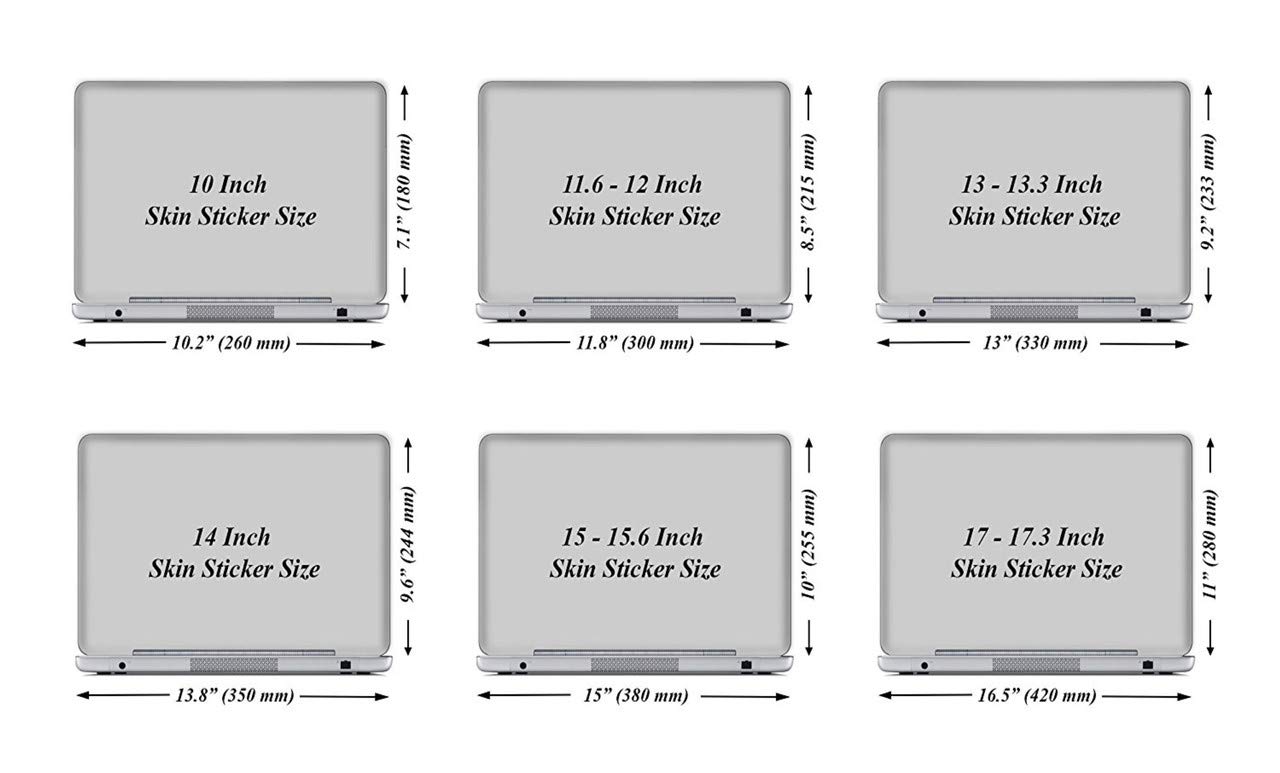 10 Inch
Skin Sticker Size
7.1” (180 mm)
10.2” (260 mm)
11.6 - 12 Inch
Skin Sticker Size
8.5” (215 mm)
11.8” (300 mm)
13 - 13.3 Inch
Skin Sticker Size
9.2” (233 mm)
13” (330 mm)
14 Inch
Skin Sticker Size
9.6” (244 mm)
13.8” (350 mm)
15 - 15.6 Inch
Skin Sticker Size
10” (255 mm)
15” (380 mm)
17 - 17.3 Inch
Skin Sticker Size
11” (280 mm)
16.5” (420 mm)